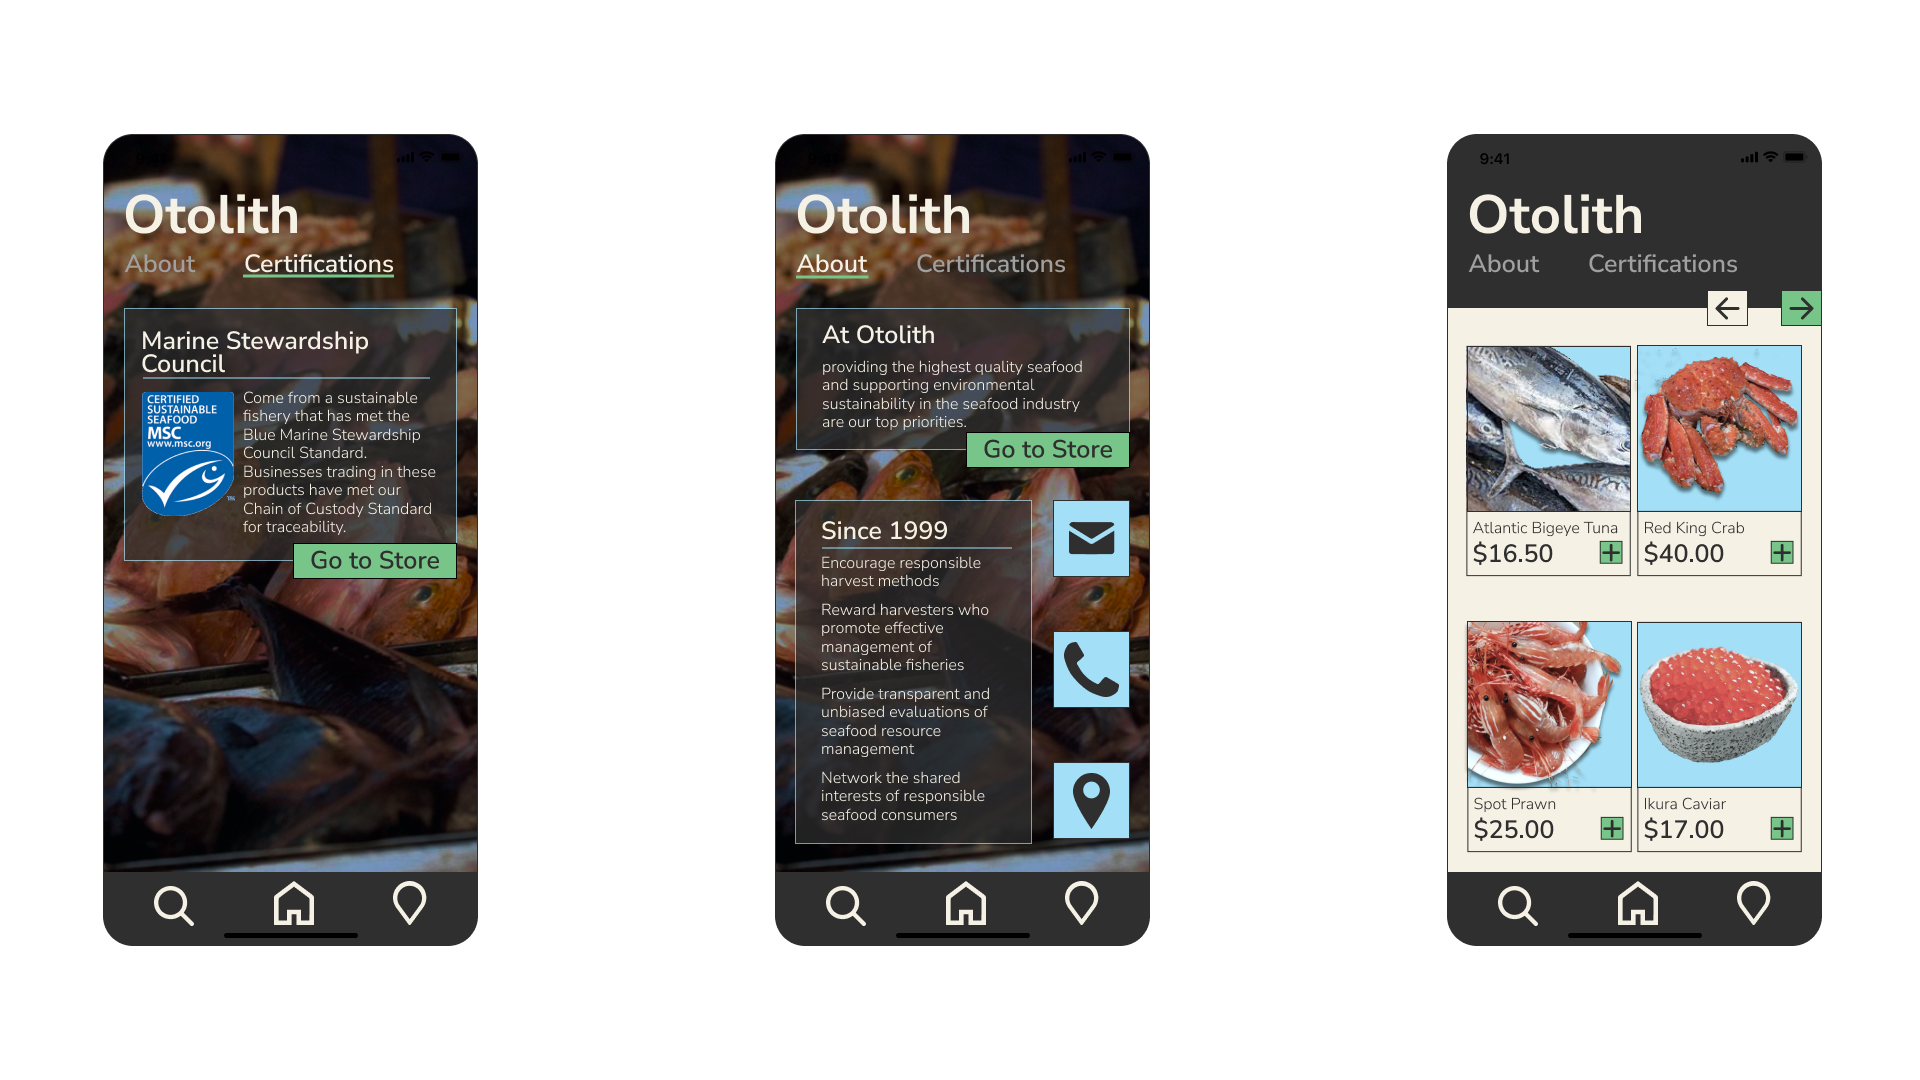 Otolith
About Certifications
Marine Stewardship
Council
CERTIFIED
SUSTAINABLE
SEAFOOD
MSC
www.msc.org
TM
Come from a sustainable
fishery that has met the
Blue Marine Stewardship
Council Standard.
Businesses trading in these
products have met our
Chain of Custody Standard
for traceability.
Go to Store
Otolith
About Certifications
At Otolith
providing the highest quality seafood
and supporting environmental
sustainability in the seafood industry
are our top priorities.
Go to Store
Since 1999
Encourage responsible
harvest methods
Reward harvesters who
promote effective
management of
sustainable fisheries
Provide transparent and
unbiased evaluations of
seafood resource
management
Network the shared
interests of responsible
seafood consumers
9:41
Otolith
About Certifications
Atlantic Bigeye Tuna
$16.50
Red King Crab
$40.00
Spot Prawn
$25.00
Ikura Caviar
$17.00